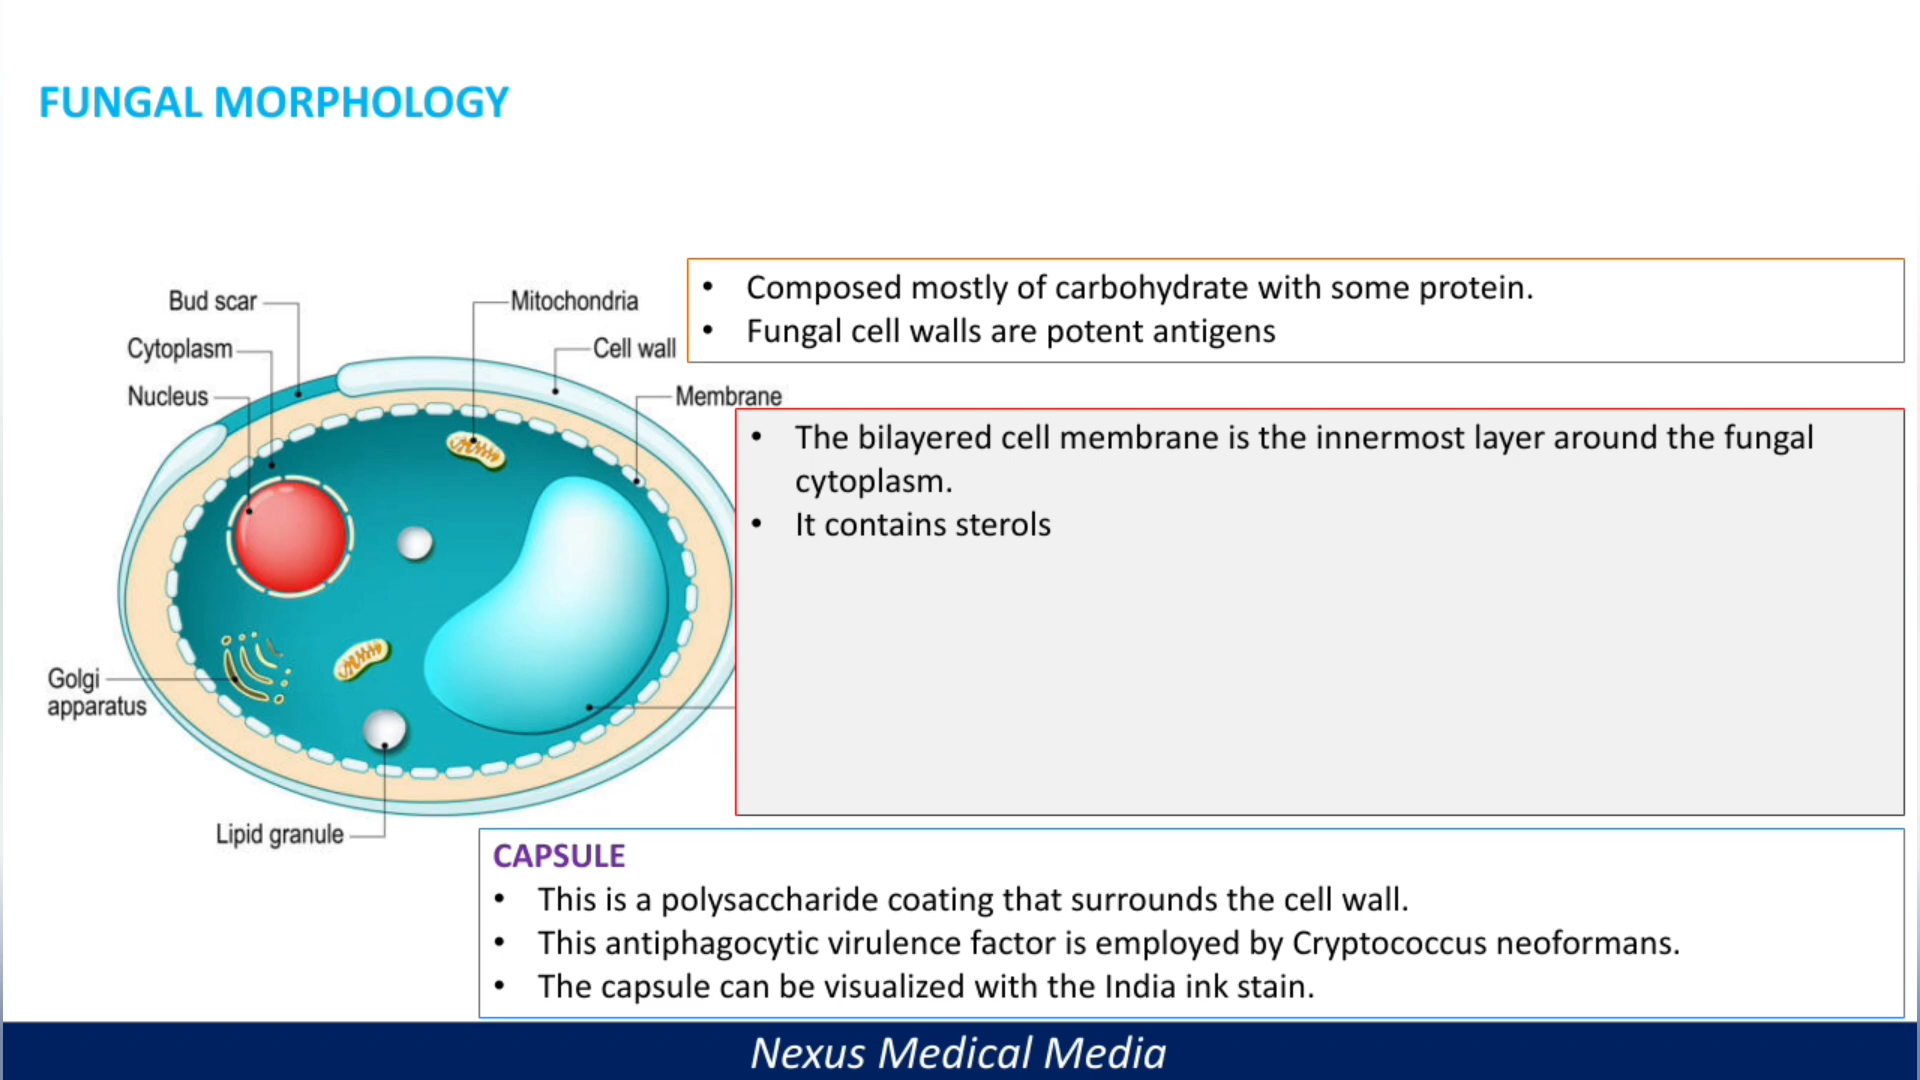 FUNGAL MORPHOLOGY
Bud scar
Cytoplasm
Nucleus
Mitochondria
Cell wall
Membrane
• Composed mostly of carbohydrate with some protein.
• Fungal cell walls are potent antigens
• The bilayered cell membrane is the innermost layer around the fungal
cytoplasm.
• It contains sterols
Golgi
apparatus
Lipid granule
CAPSULE
• This is a polysaccharide coating that surrounds the cell wall.
• This antiphagocytic virulence factor is employed by Cryptococcus neoformans.
• The capsule can be visualized with the India ink stain.
Nexus Medical Media